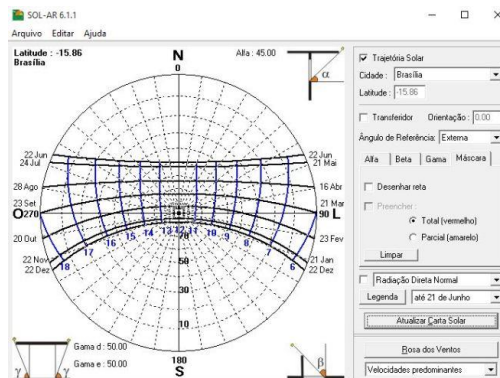 SOL-AR 6.1.1
Arquivo Editar Ajuda
Latitude : -15.86
Brasília
Alfa : 45.00
N
0
α
22 Jun
24 Jul
28 Ago
23 Set
O 270
20 Out
22 Nov
22 Dez
22 Jun
21 Mai
16 Abr
21 Mar
90 L
23 Fev
21 Jan
22 Dez
18 17 16 15 14 13 12 11 10 9 8 7 6
70
50
30
10
180
S
Gama d : 50.00
Gama e : 50.00
γ γ
β
Trajetória Solar
Cidade : Brasília
Latitude : -15.86
Transferidor Orientação : 0.00
Ângulo de Referência: Externa
Alfa Beta Gama Máscara
Desenhar reta
Preencher :
Total (vermelho)
Parcial (amarelo)
Limpar
Radiação Direta Normal
Legenda até 21 de Junho
Atualizar Carta Solar
Rosa dos Ventos
Velocidades predominantes